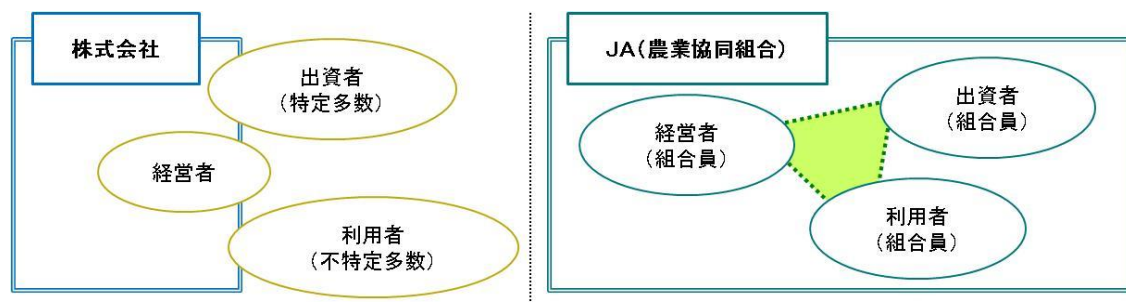 株式会社
出資者
(特定多数)
経営者
利用者
(不特定多数)
JA(農業協同組合)
出資者
(組合員)
経営者
(組合員)
利用者
(組合員)